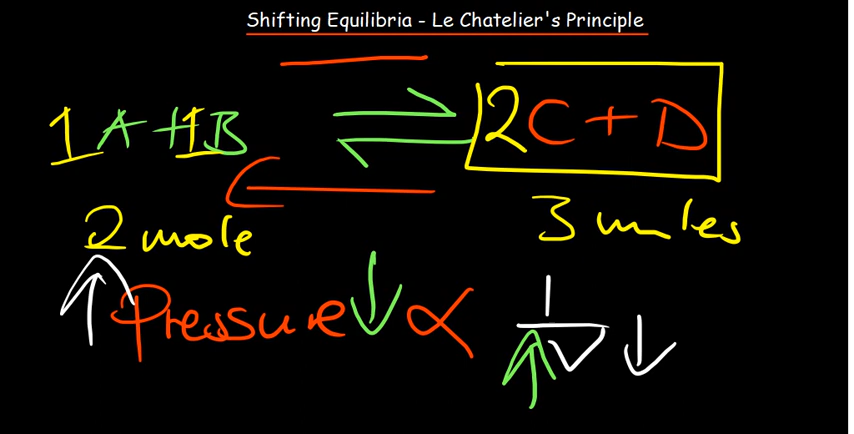 Shifting Equilibria - Le Chatelier's Principle
1A + 1B ⇌ 2C + D
2 mole 3 moles
↑ Pressure ↓ ∝ 1/↑V ↓